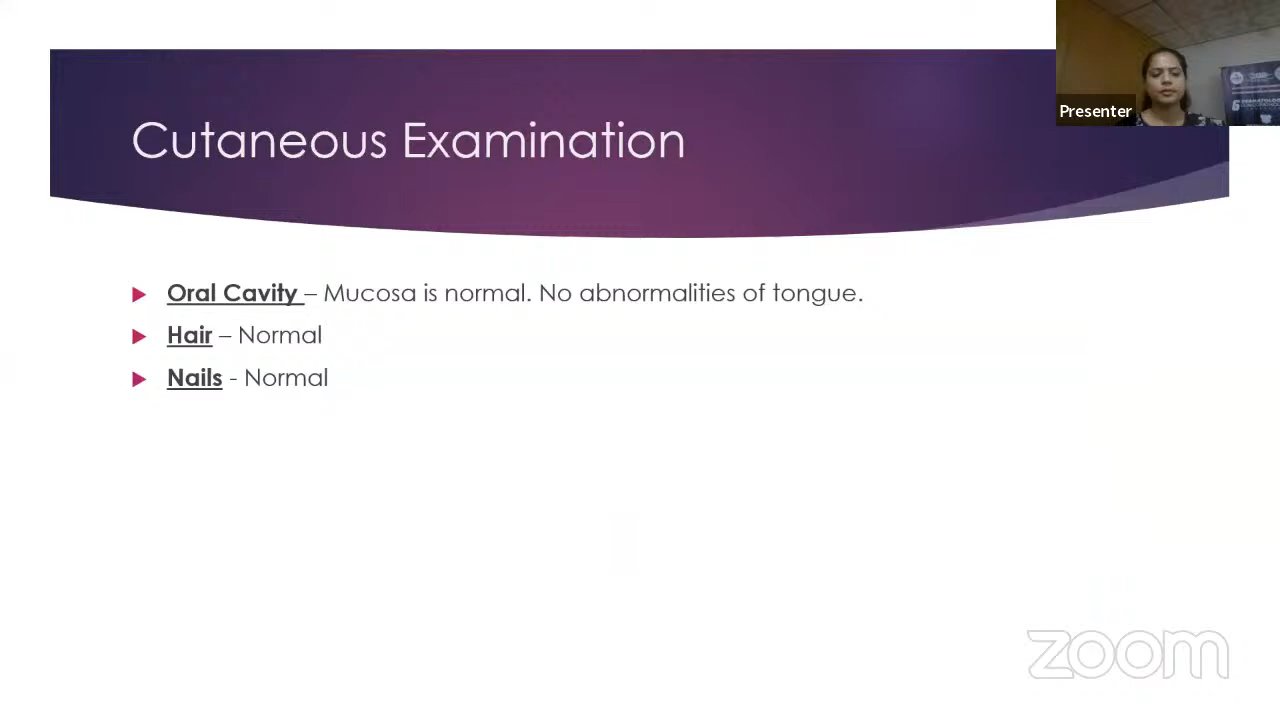 Presenter
Cutaneous Examination
Oral Cavity – Mucosa is normal. No abnormalities of tongue.
Hair – Normal
Nails - Normal
zoom